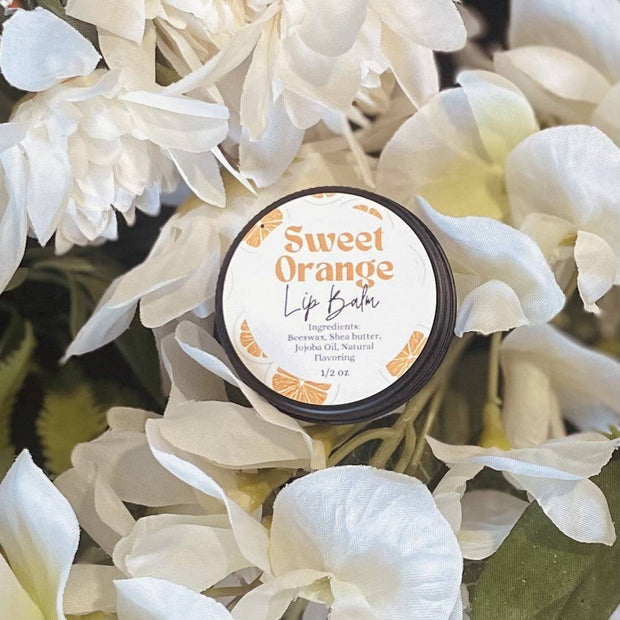 Sweet
Orange
Lip Balm
Ingredients:
Beeswax, Shea butter,
Jojoba Oil, Natural
Flavoring
1/2 oz